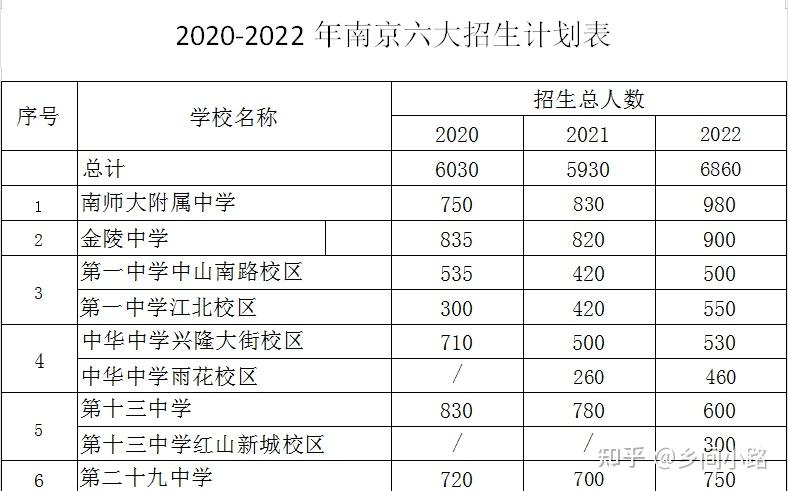 2020-2022 年南京六大招生计划表
序号 学校名称 招生总人数
2020 2021 2022
总计 6030 5930 6860
1 南师大附属中学 750 830 980
2 金陵中学 835 820 900
3 第一中学中山南路校区 535 420 500
第一中学江北校区 300 420 550
4 中华中学兴隆大街校区 710 500 530
中华中学雨花校区 / 260 460
5 第十三中学 830 780 600
第十三中学红山新城校区 / / 300
6 第二十九中学 720 700 750
知乎 @乡间小路